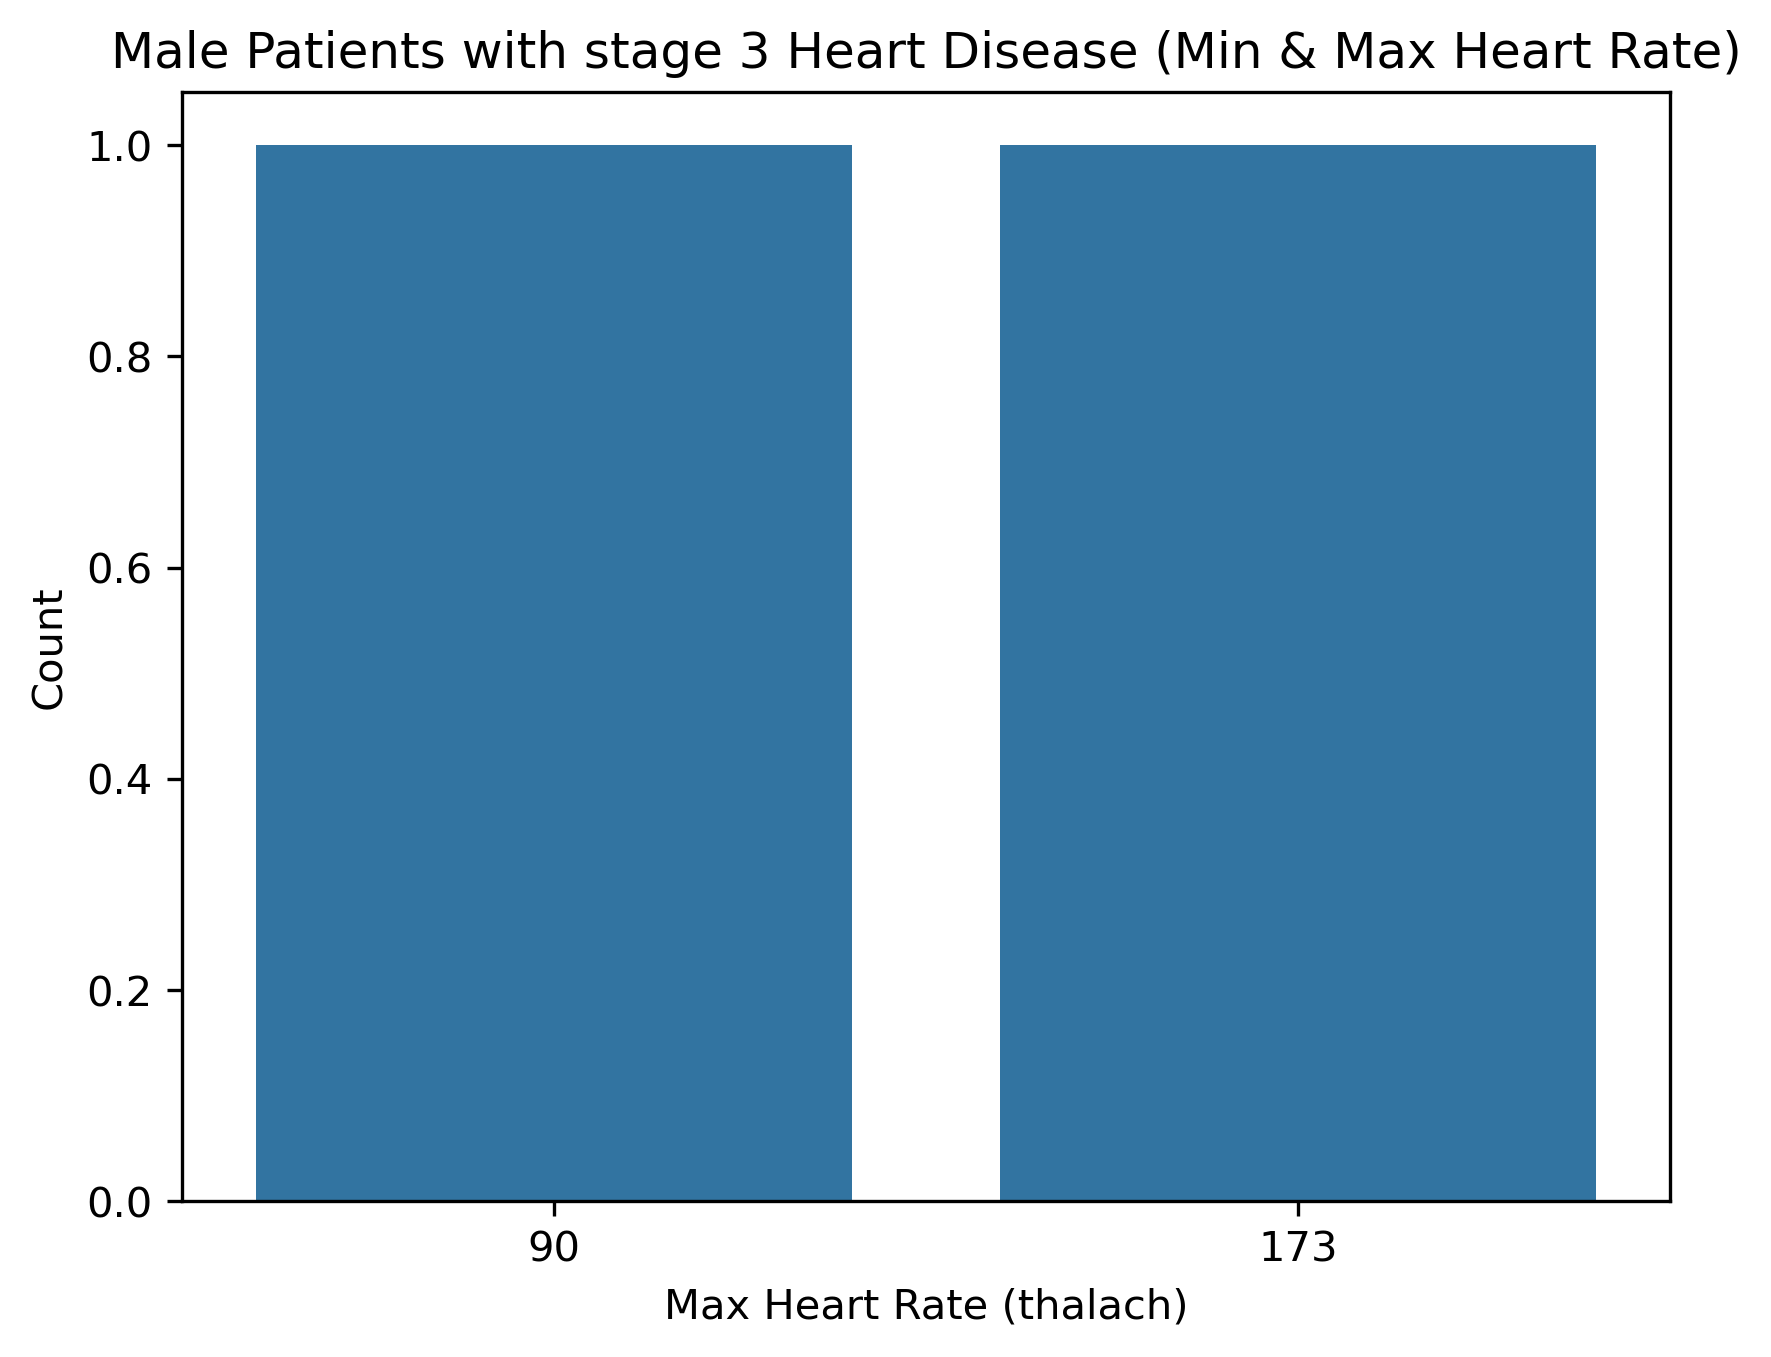 Male Patients with stage 3 Heart Disease (Min & Max Heart Rate)
1.0
0.8
0.6
0.4
0.2
0.0
Count
90 173
Max Heart Rate (thalach)